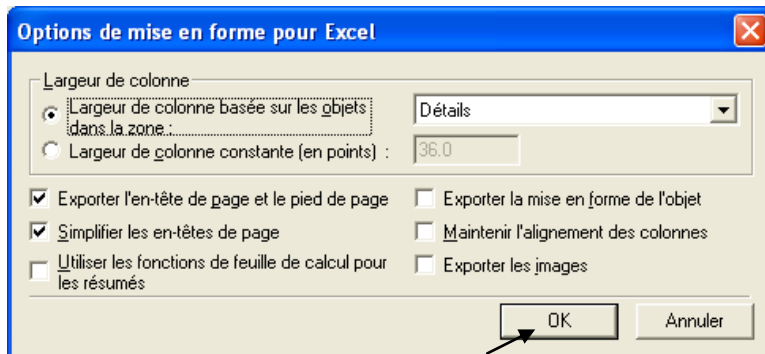 Options de mise en forme pour Excel
Largeur de colonne
Largeur de colonne basée sur les objets
dans la zone :
Détails
Largeur de colonne constante (en points) :
36.0
Exporter l'en-tête de page et le pied de page
Exporter la mise en forme de l'objet
Simplifier les en-têtes de page
Maintenir l'alignement des colonnes
Utiliser les fonctions de feuille de calcul pour
les résumés
Exporter les images
OK
Annuler